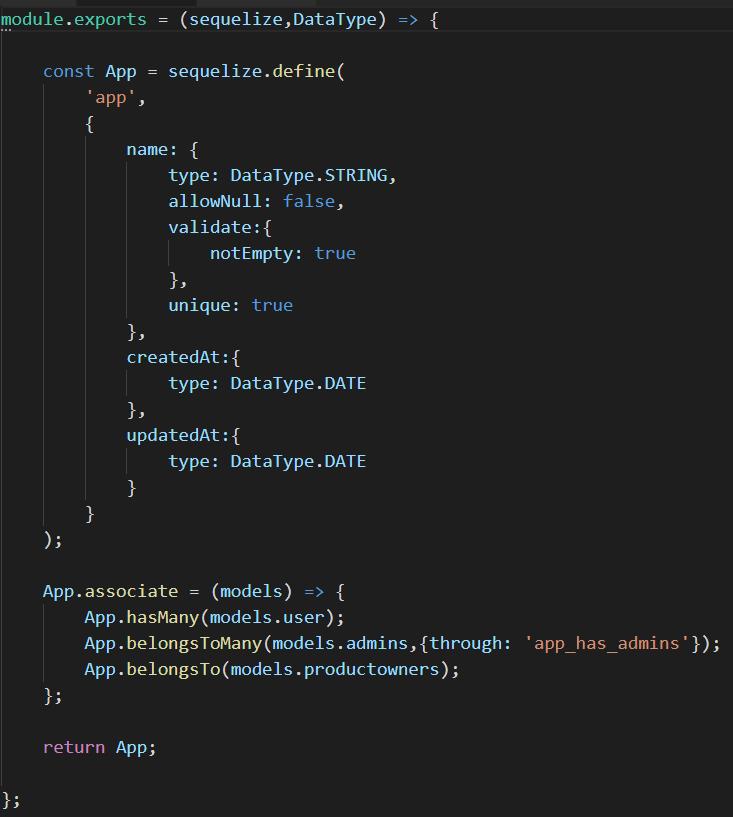 module.exports = (sequelize,DataType) => {
    const App = sequelize.define(
        'app',
        {
            name: {
                type: DataType.STRING,
                allowNull: false,
                validate:{
                    notEmpty: true
                },
                unique: true
            },
            createdAt:{
                type: DataType.DATE
            },
            updatedAt:{
                type: DataType.DATE
            }
        }
    );
    App.associate = (models) => {
        App.hasMany(models.user);
        App.belongsToMany(models.admins,{through: 'app_has_admins'});
        App.belongsTo(models.productowners);
    };
    return App;
};